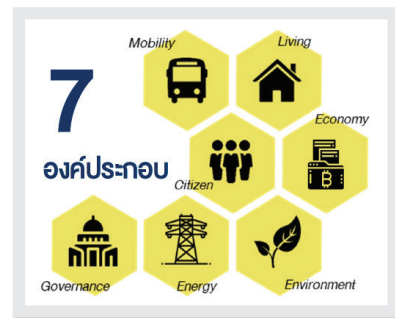 Mobility
Living
7
องค์ประกอบ
Economy
Citizen
฿
Governance
Energy
Environment